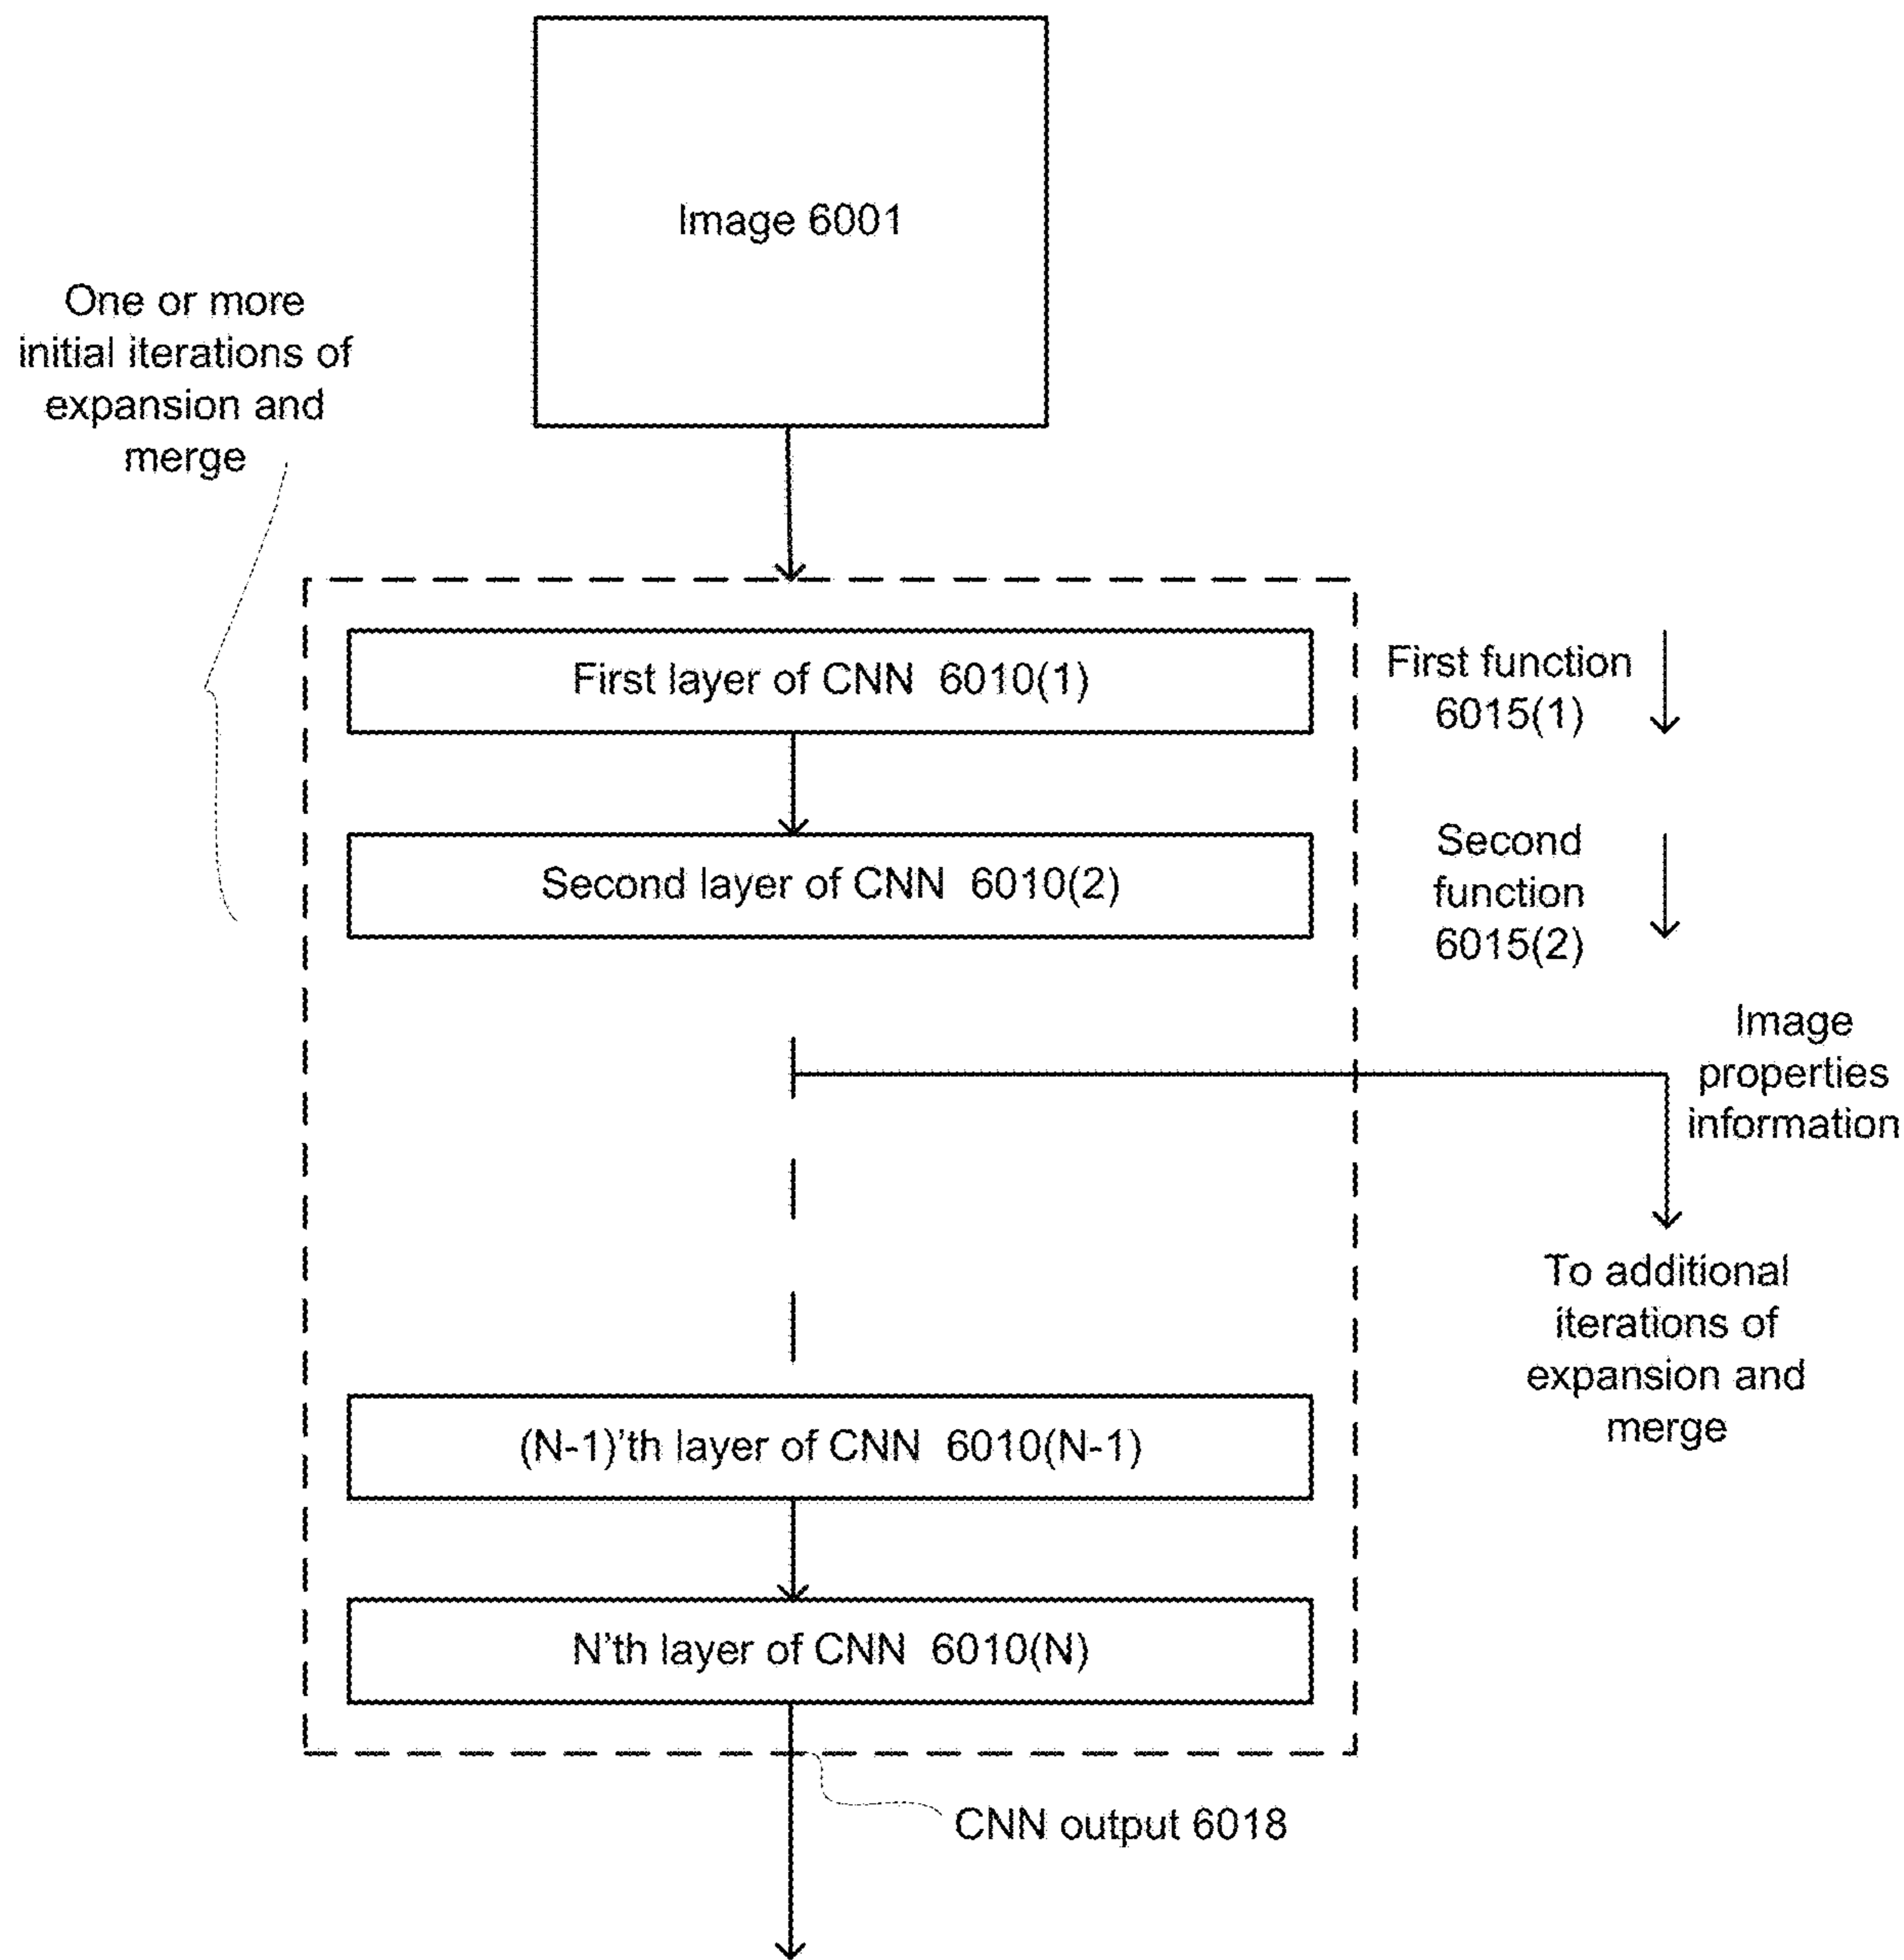 Image 6001
One or more
initial iterations of
expansion and
merge
First layer of CNN 6010(1)
First function
6015(1)
Second layer of CNN 6010(2)
Second
function
6015(2)
Image
properties
information
To additional
iterations of
expansion and
merge
(N-1)'th layer of CNN 6010(N-1)
N'th layer of CNN 6010(N)
CNN output 6018